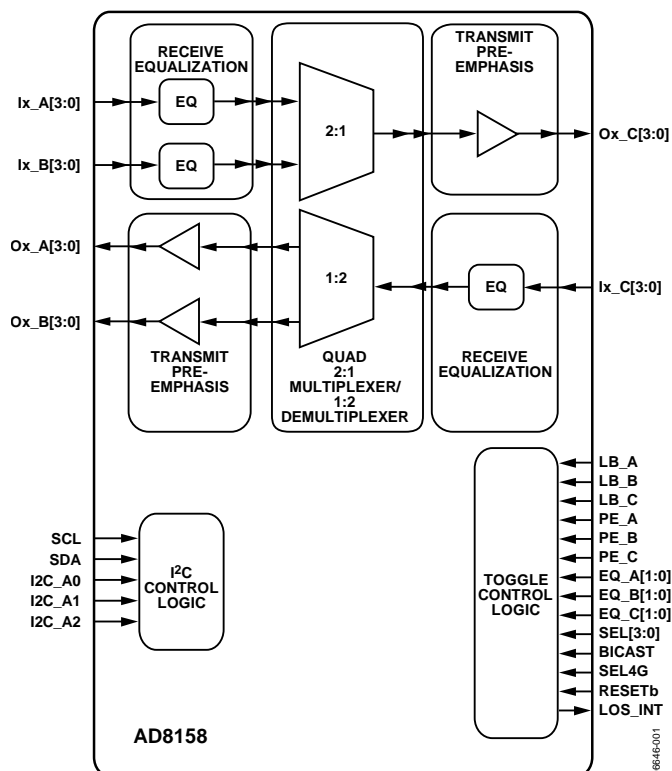 RECEIVE
EQUALIZATION
TRANSMIT
PRE-
EMPHASIS
Ix_A[3:0]
EQ
2:1
Ox_C[3:0]
Ix_B[3:0]
EQ
Ox_A[3:0]
1:2
EQ
Ix_C[3:0]
Ox_B[3:0]
TRANSMIT
PRE-
EMPHASIS
QUAD
2:1
MULTIPLEXER/
1:2
DEMULTIPLEXER
RECEIVE
EQUALIZATION
LB_A
LB_B
LB_C
PE_A
PE_B
PE_C
EQ_A[1:0]
EQ_B[1:0]
EQ_C[1:0]
SEL[3:0]
BICAST
SEL4G
RESETb
LOS_INT
TOGGLE
CONTROL
LOGIC
SCL
SDA
I2C_A0
I2C_A1
I2C_A2
I²C
CONTROL
LOGIC
AD8158
6646-001